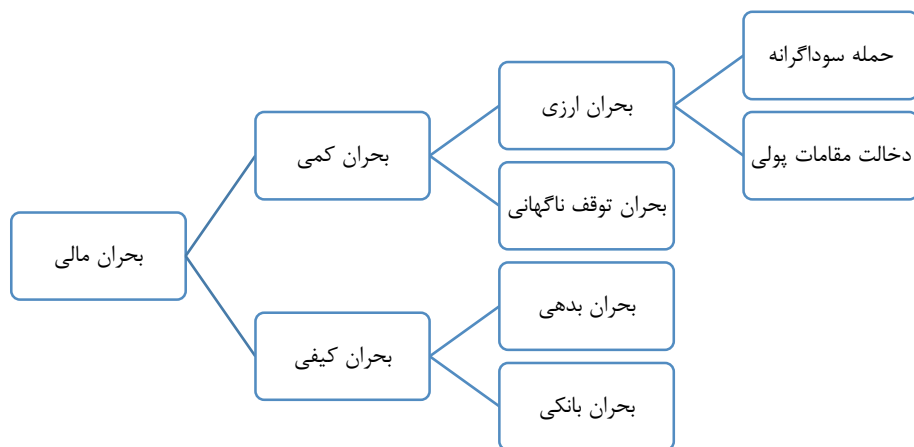 حمله سوداگرانه
بحران ارزی
دخالت مقامات پولی
بحران کمی
بحران توقف ناگهانی
بحران مالی
بحران بدهی
بحران کیفی
بحران بانکی